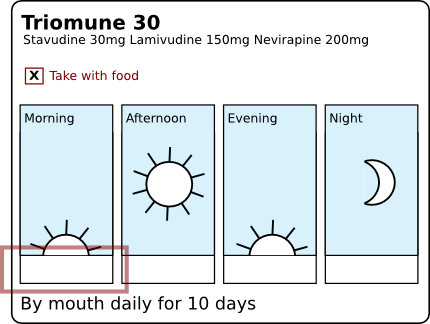 Triomune 30
Stavudine 30mg Lamivudine 150mg Nevirapine 200mg
X Take with food
Morning Afternoon Evening Night
By mouth daily for 10 days